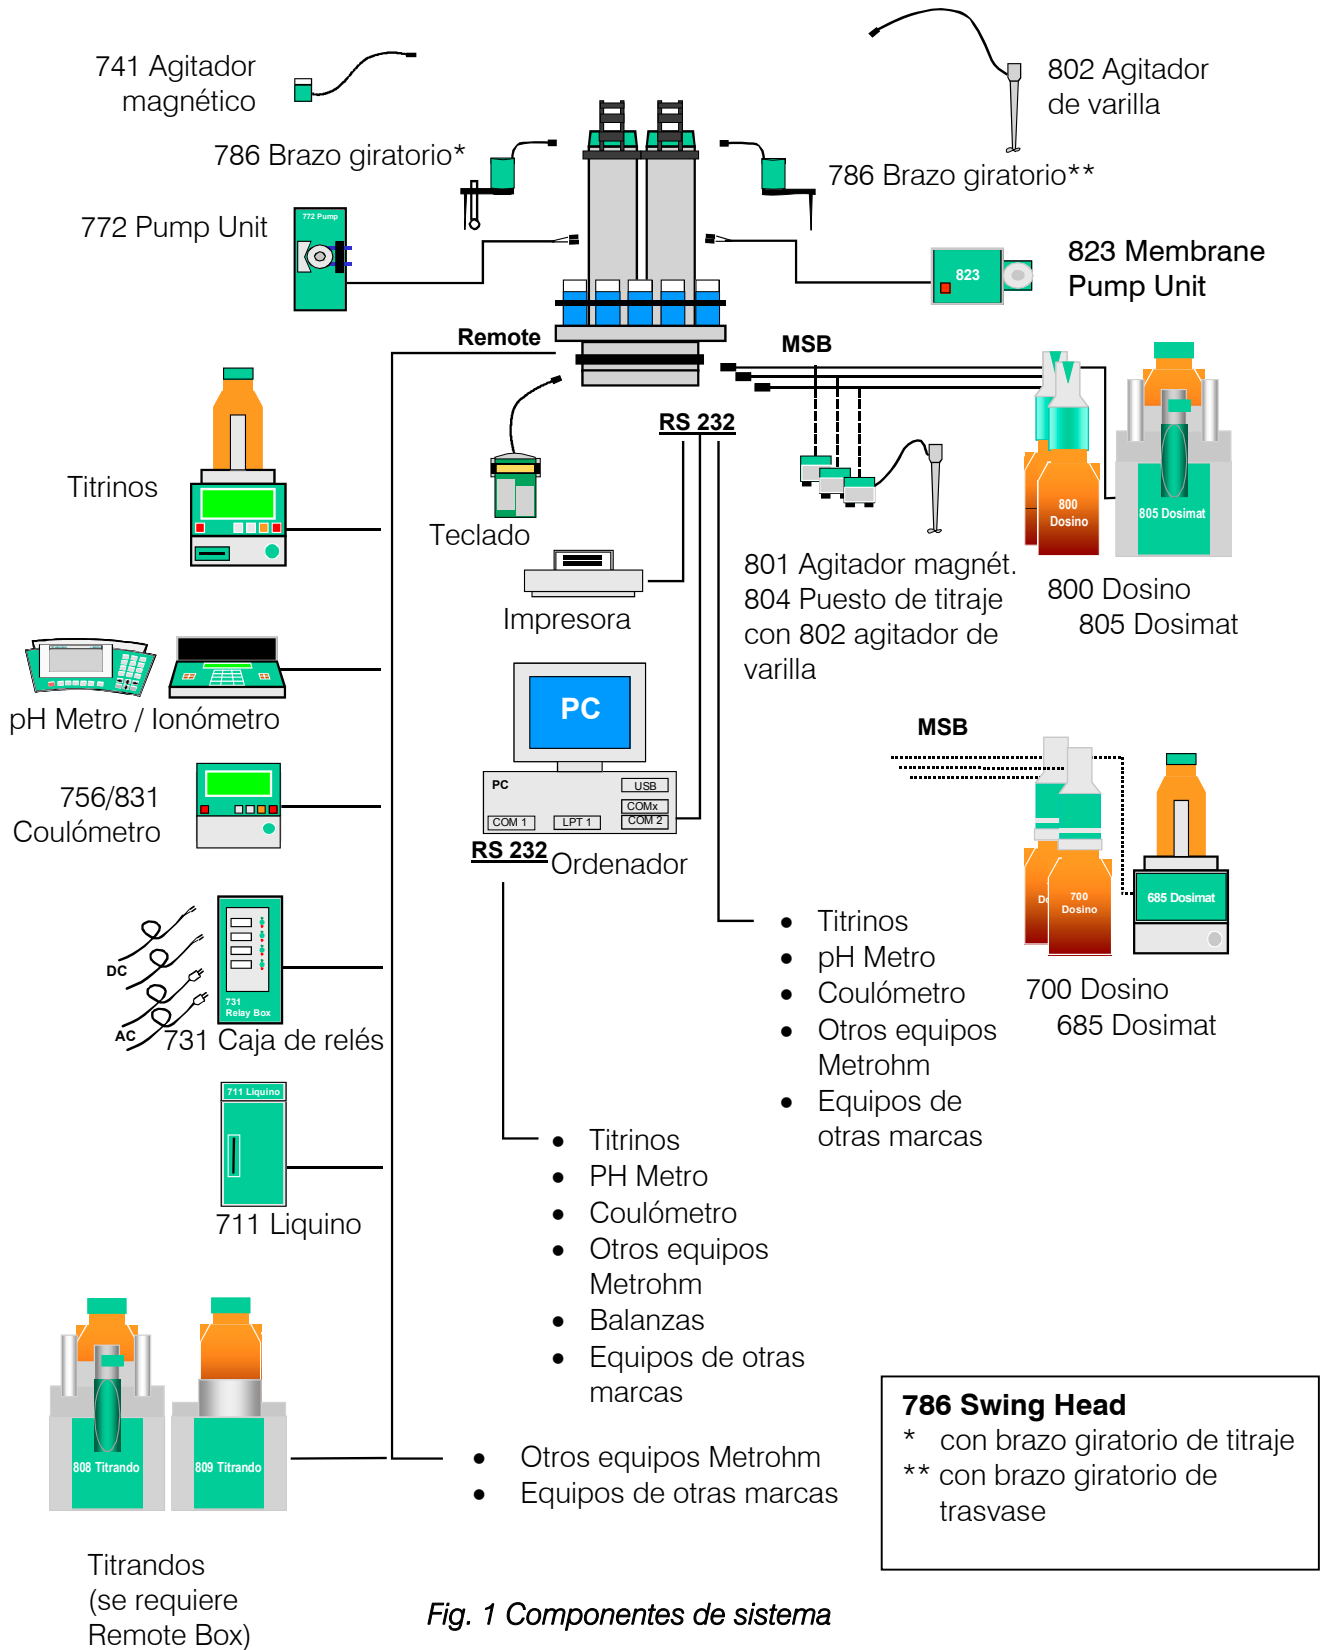 741 Agitador
magnético
802 Agitador
de varilla
786 Brazo giratorio*
786 Brazo giratorio**
772 Pump Unit
772 Pump
823
823 Membrane
Pump Unit
Remote
MSB
RS 232
Titrinos
Teclado
Impresora
801 Agitador magnét.
804 Puesto de titraje
con 802 agitador de
varilla
800
Dosino
805 Dosimat
800 Dosino
805 Dosimat
pH Metro / Ionómetro
PC
PC
USB
COMx
COM 1
LPT 1
COM 2
RS 232
Ordenador
756/831
Coulómetro
MSB
700
Dosino
685 Dosimat
700 Dosino
685 Dosimat
DC
AC
731
Relay Box
731 Caja de relés
• Titrinos
• pH Metro
• Coulómetro
• Otros equipos
Metrohm
• Equipos de
otras marcas
711 Liquino
711 Liquino
• Titrinos
• PH Metro
• Coulómetro
• Otros equipos
Metrohm
• Balanzas
• Equipos de otras
marcas
808 Titrando
809 Titrando
• Otros equipos Metrohm
• Equipos de otras marcas
786 Swing Head
* con brazo giratorio de titraje
** con brazo giratorio de
trasvase
Titrandos
(se requiere
Remote Box)
Fig. 1 Componentes de sistema